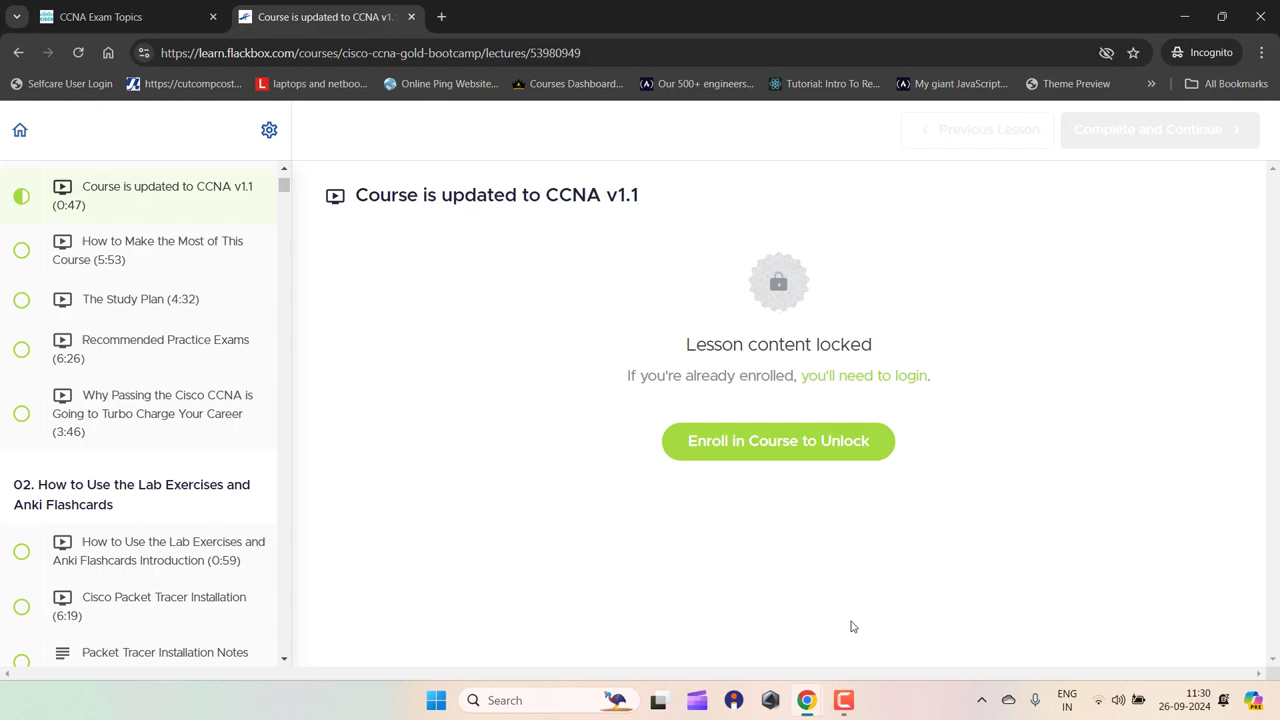 CCNA Exam Topics
Course is updated to CCNA v1.1
https://learn.flackbox.com/courses/cisco-ccna-gold-bootcamp/lectures/53980949
Incognito
Selfcare User Login
https://cutcompost...
laptops and netboo...
Online Ping Website...
Courses Dashboard...
Our 500+ engineers...
Tutorial: Intro To Re...
My giant JavaScript...
Theme Preview
All Bookmarks
Previous Lesson
Complete and Continue
Course is updated to CCNA v1.1
(0:47)
How to Make the Most of This
Course (5:53)
The Study Plan (4:32)
Recommended Practice Exams
(6:26)
Why Passing the Cisco CCNA is
Going to Turbo Charge Your Career
(3:46)
02. How to Use the Lab Exercises and
Anki Flashcards
How to Use the Lab Exercises and
Anki Flashcards Introduction (0:59)
Cisco Packet Tracer Installation
(6:19)
Packet Tracer Installation Notes
Course is updated to CCNA v1.1
Lesson content locked
If you're already enrolled, you'll need to login.
Enroll in Course to Unlock
Search
ENG
IN
11:30
26-09-2024
PRE